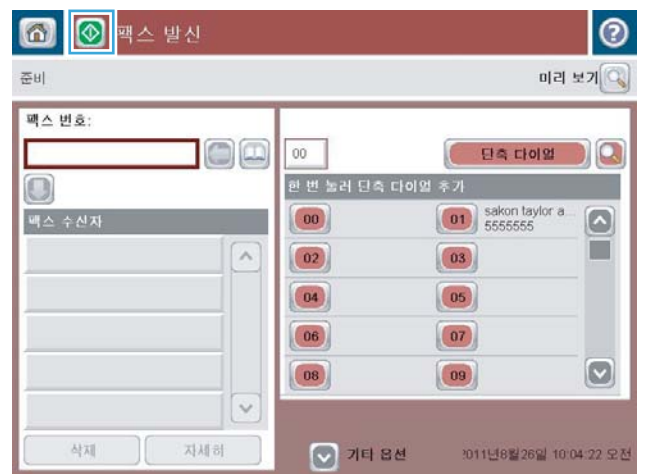 팩스 발신
준비
미리 보기
팩스 번호:
00
단축 다이얼
한 번 눌러 단축 다이얼 추가
팩스 수신자
00
01 sakon taylor a...
5555555
02
03
04
05
06
07
08
09
삭제
자세히
기타 옵션
2011년8월26일 10:04:22 오전